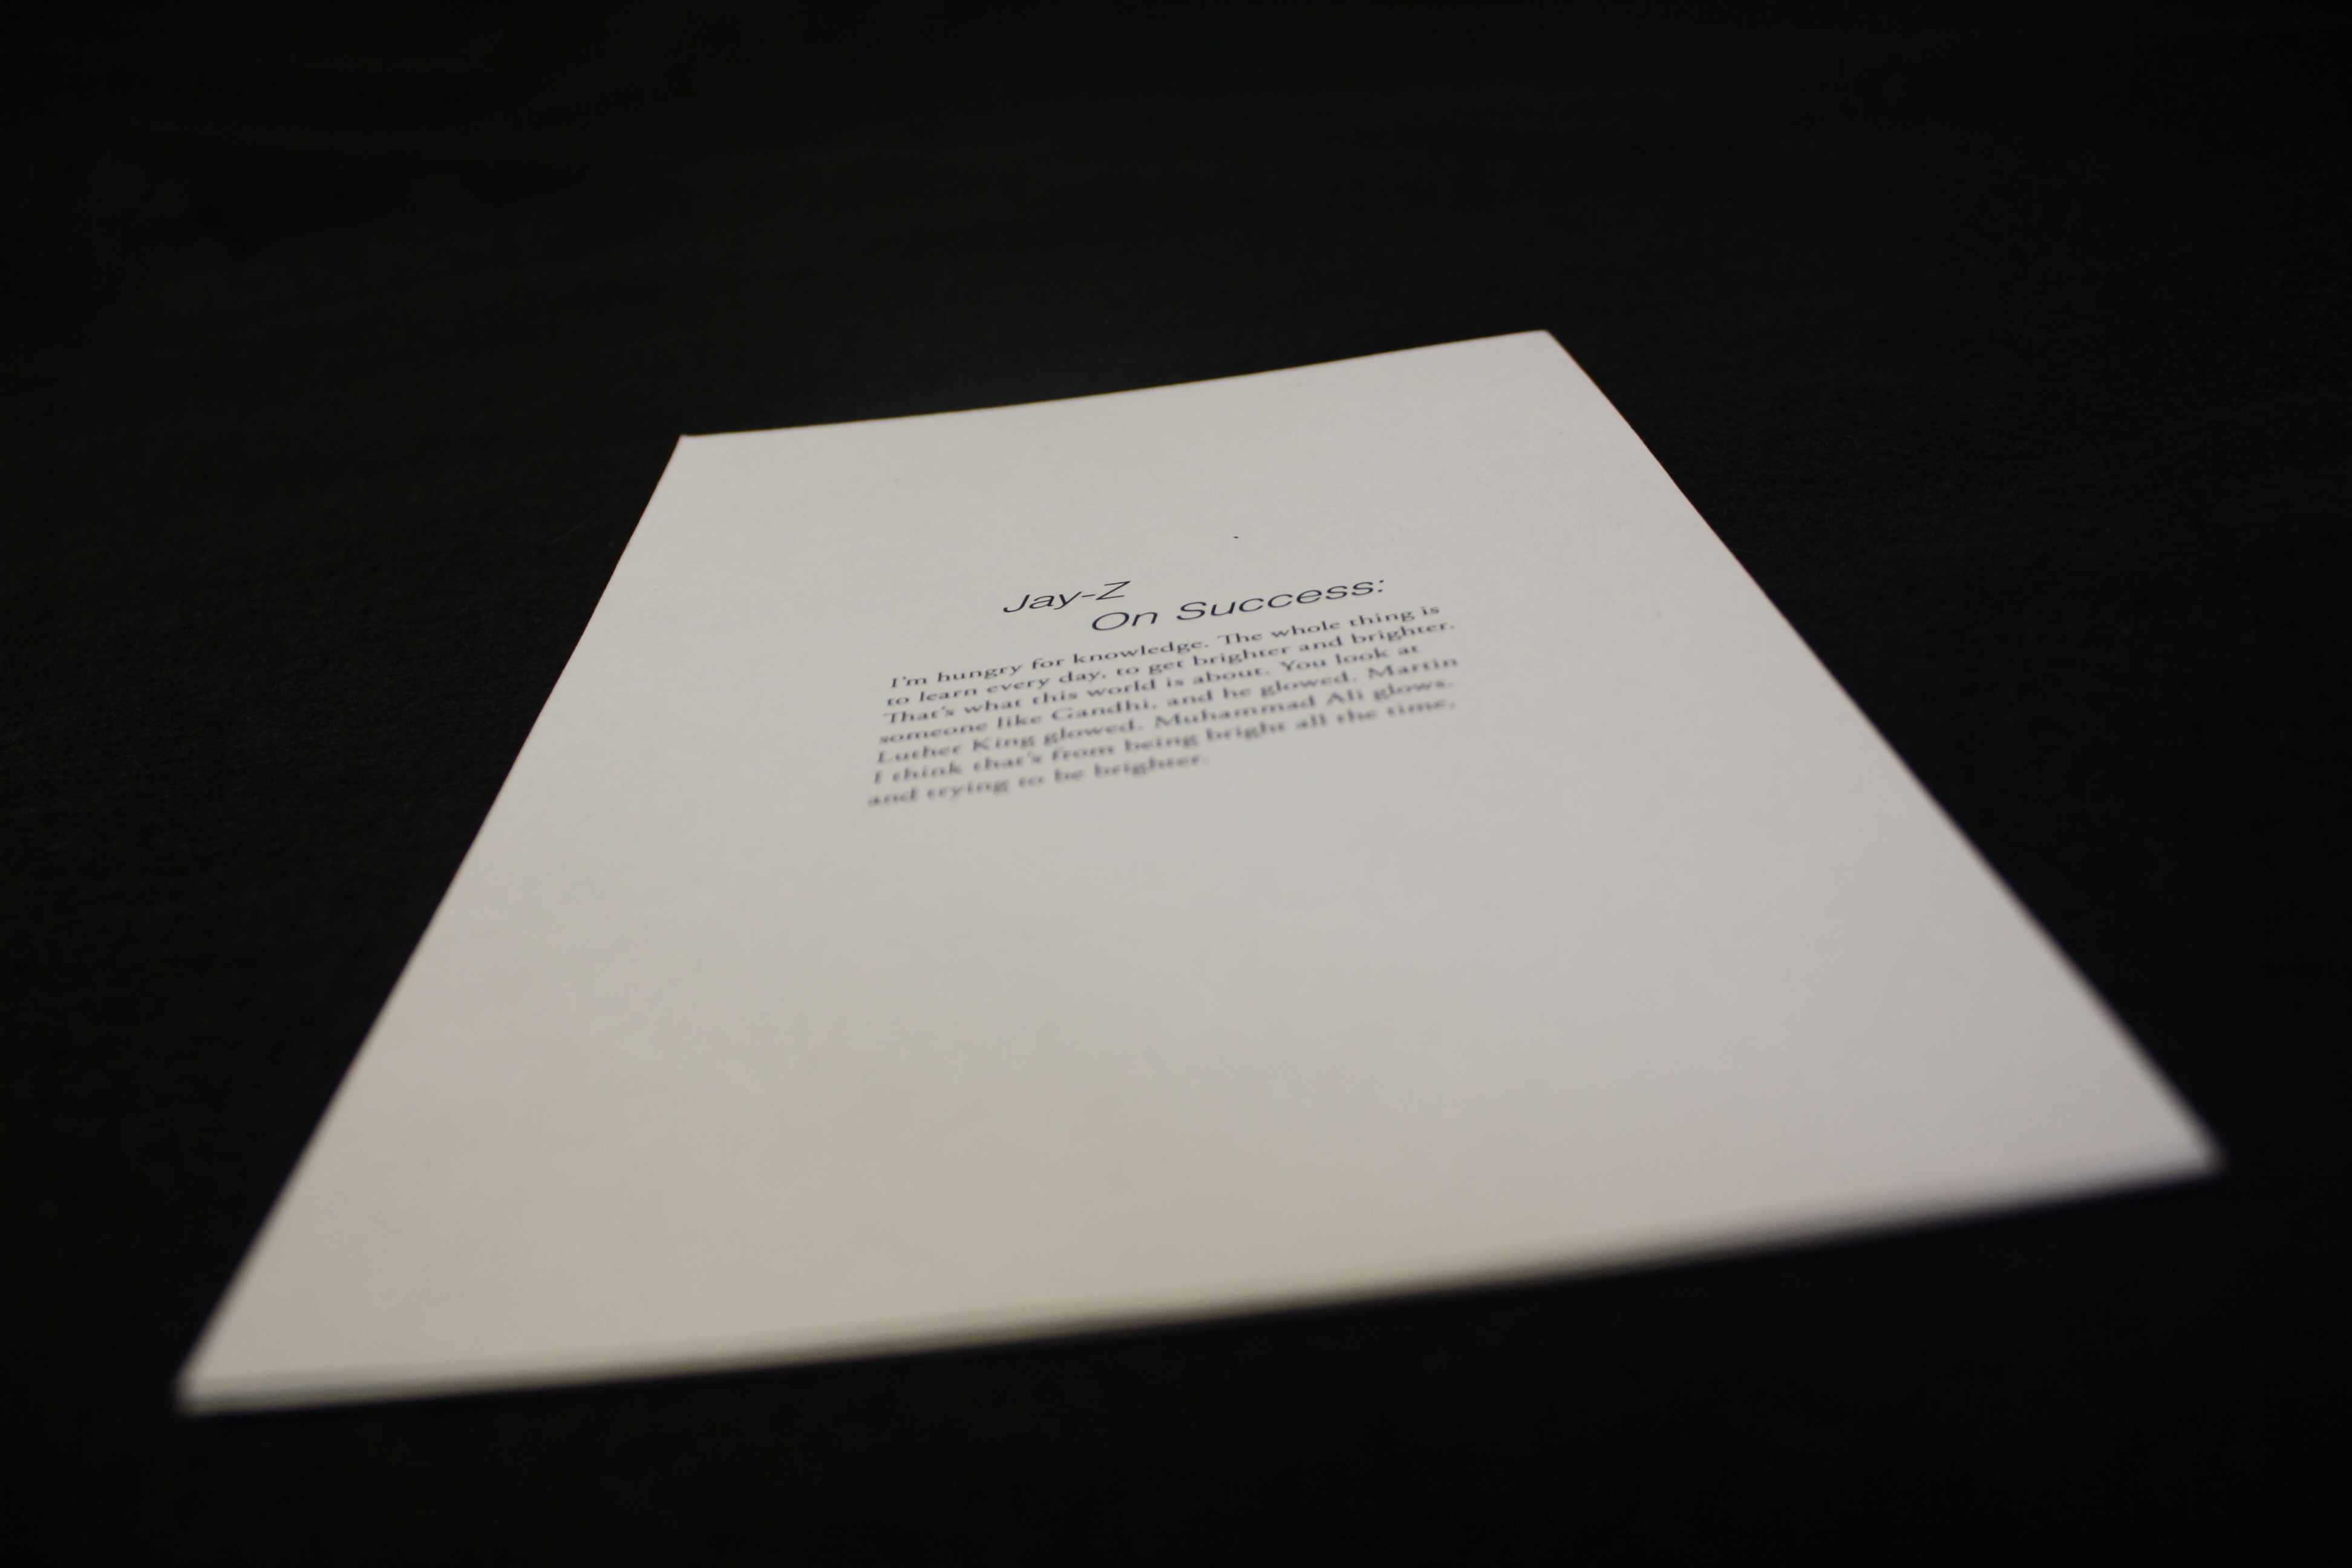 Jay-Z
On Success:
I'm hungry for knowledge. The whole thing is
to learn every day, to get brighter and brighter.
That's what this world is about. You look at
someone like Gandhi, and he glowed. Martin
Luther King glowed. Muhammad Ali glows.
I think that's from being bright all the time,
and trying to be brighter.